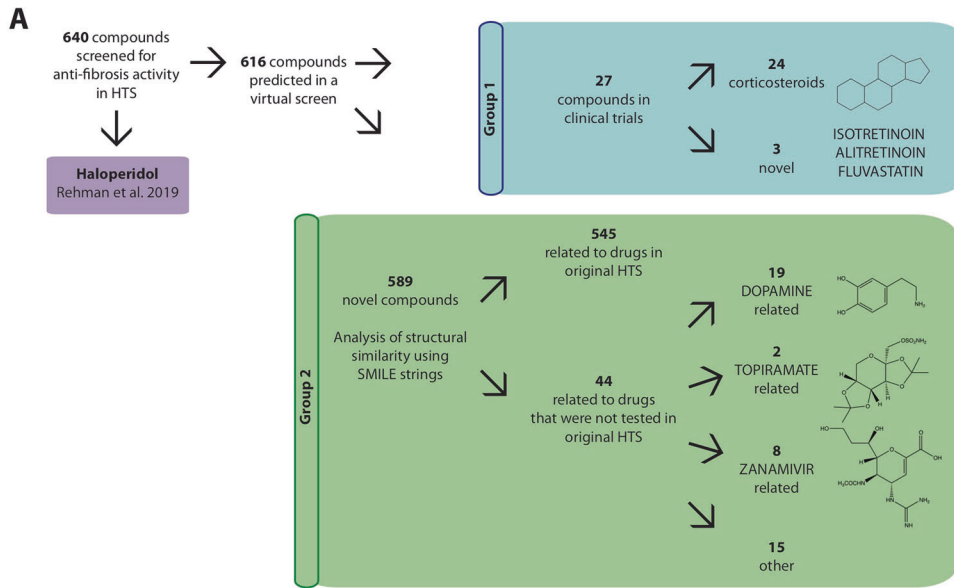 A
640 compounds
screened for
anti-fibrosis activity
in HTS
616 compounds
predicted in a
virtual screen
Haloperidol
Rehman et al. 2019
Group 1
27
compounds in
clinical trials
24
corticosteroids
3
novel
ISOTRETINOIN
ALITRETINOIN
FLUVASTATIN
Group 2
589
novel compounds
Analysis of structural
similarity using
SMILE strings
545
related to drugs in
original HTS
44
related to drugs
that were not tested in
original HTS
19
DOPAMINE
related
HO
HO
NH₂
2
TOPIRAMATE
related
OSO₂NH₂
O
O
O
O
O
H
H
8
ZANAMIVIR
related
HO
OH
O
O
OH
H
H₃COCHN
HN
NH₂
NH
15
other